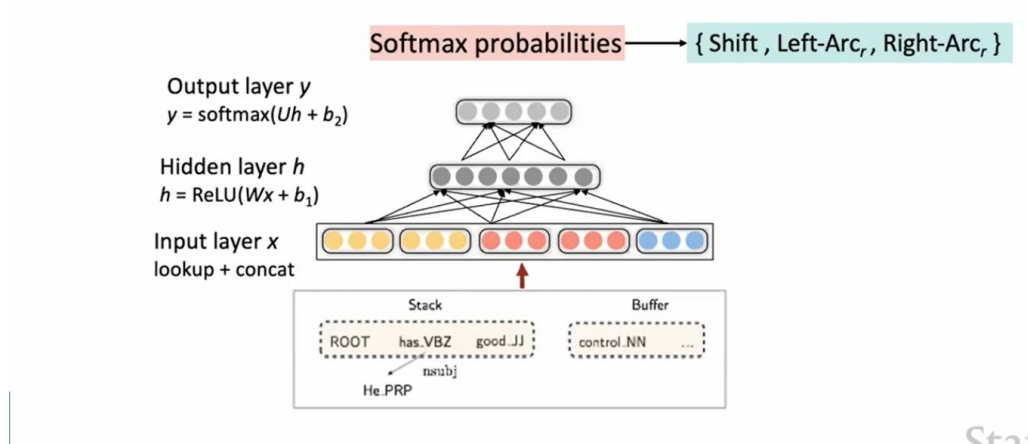 Softmax probabilities { Shift , Left-Arcᵣ , Right-Arcᵣ }
Output layer y
y = softmax(Uh + b₂)
Hidden layer h
h = ReLU(Wx + b₁)
Input layer x
lookup + concat
Stack Buffer
ROOT has_VBZ good_JJ control_NN ...
nsubj
He_PRP